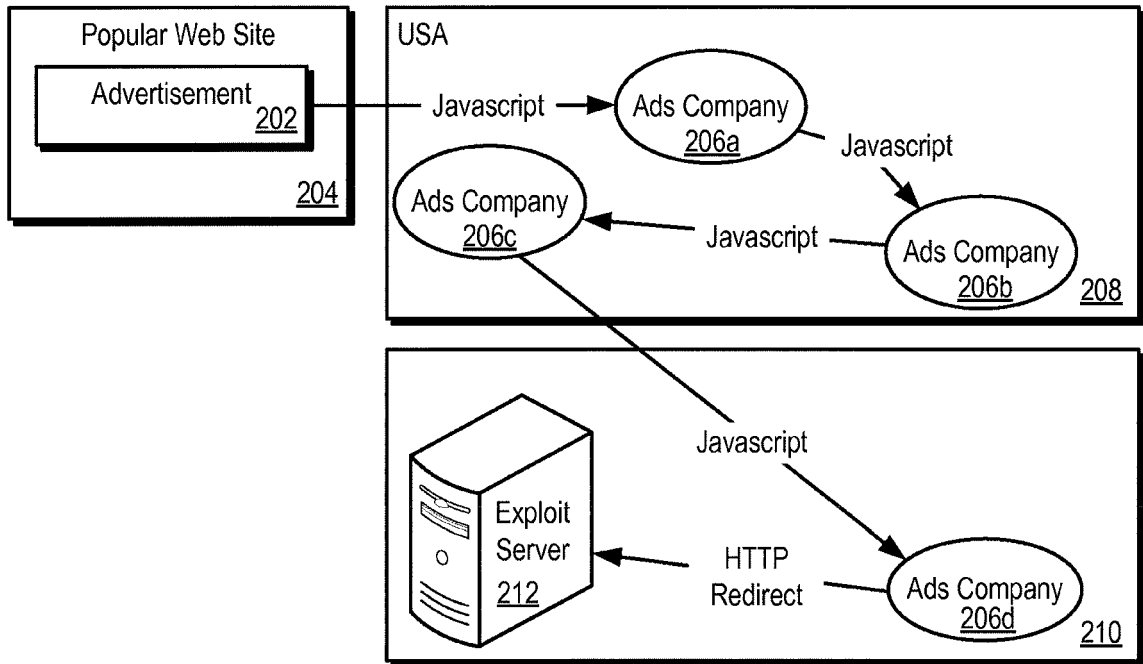 Popular Web Site
Advertisement
202
204
USA
Javascript
Ads Company
206a
Javascript
Ads Company
206b
Javascript
Ads Company
206c
208
Javascript
Ads Company
206d
HTTP
Redirect
Exploit
Server
212
210